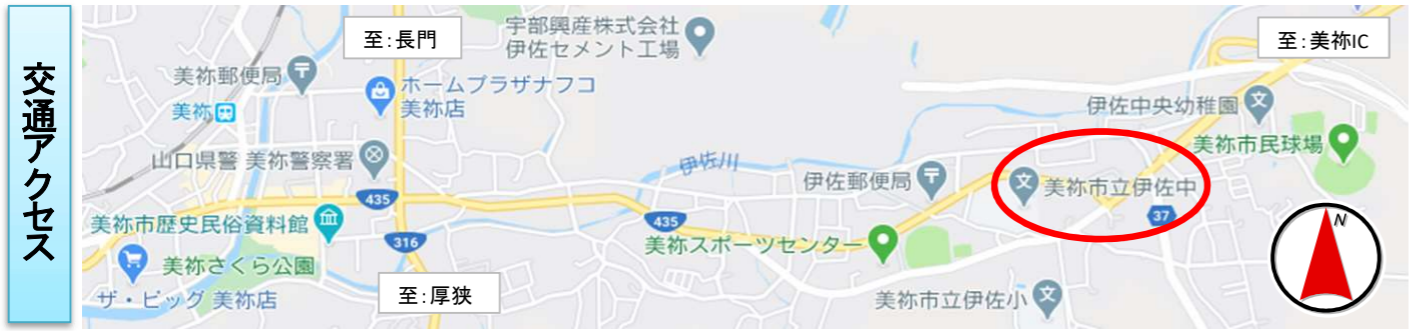 交通アクセス
至:長門
宇部興産株式会社
伊佐セメント工場
至:美祢IC
美祢郵便局
ホームプラザナフコ
美祢店
美祢
伊佐中央幼稚園
美祢市民球場
山口県警 美祢警察署
伊佐川
伊佐郵便局
美祢市立伊佐中
435
美祢市歴史民俗資料館
435
37
N
316
美祢スポーツセンター
美祢さくら公園
ザ・ビッグ 美祢店
至:厚狭
美祢市立伊佐小